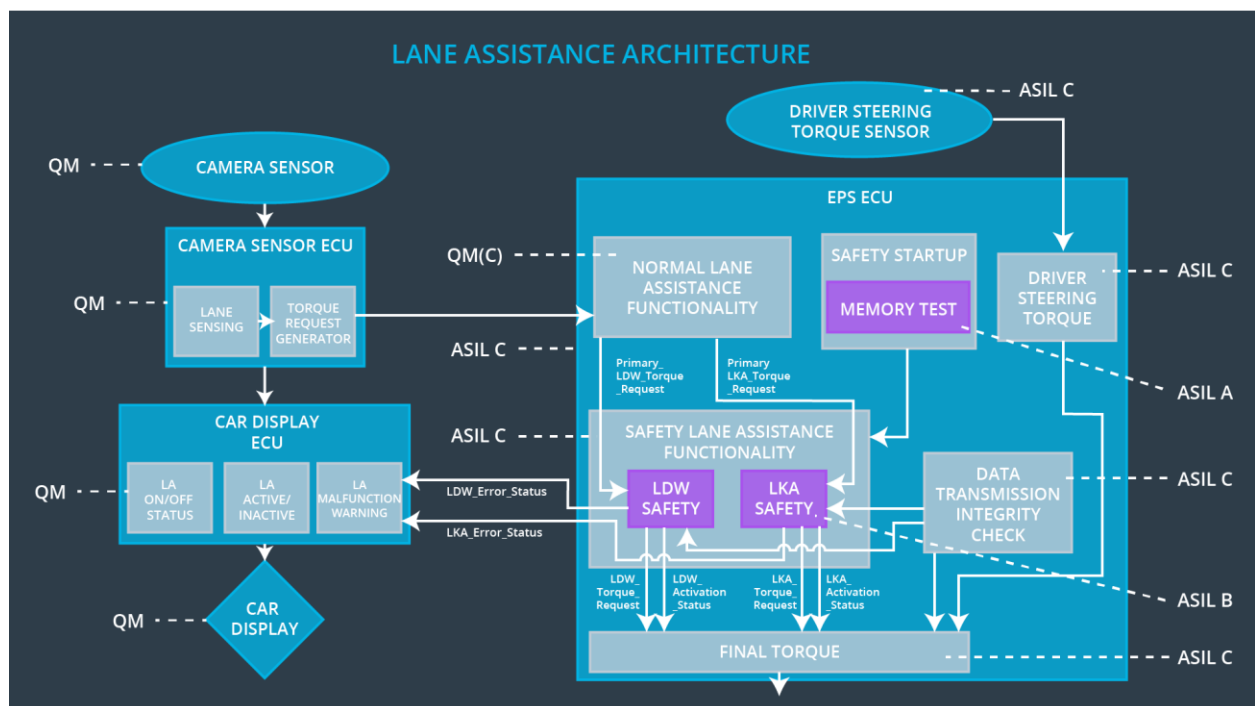 LANE ASSISTANCE ARCHITECTURE
ASIL C
DRIVER STEERING
TORQUE SENSOR
QM
CAMERA SENSOR
EPS ECU
CAMERA SENSOR ECU
QM
LANE
SENSING
TORQUE
REQUEST
GENERATOR
QM(C)
NORMAL LANE
ASSISTANCE
FUNCTIONALITY
SAFETY STARTUP
MEMORY TEST
DRIVER
STEERING
TORQUE
ASIL C
ASIL C
ASIL A
Primary_
LDW_Torque
_Request
Primary
LKA_Torque
_Request
CAR DISPLAY
ECU
QM
LA
ON/OFF
STATUS
LA
ACTIVE/
INACTIVE
LA
MALFUNCTION
WARNING
ASIL C
SAFETY LANE ASSISTANCE
FUNCTIONALITY
LDW
SAFETY
LKA
SAFETY
DATA
TRANSMISSION
INTEGRITY
CHECK
ASIL C
LDW_Error_Status
LKA_Error_Status
LDW_
Torque_
Request
LDW_
Activation
_Status
LKA_
Torque_
Request
LKA_
Activation
_Status
ASIL B
QM
CAR
DISPLAY
FINAL TORQUE
ASIL C